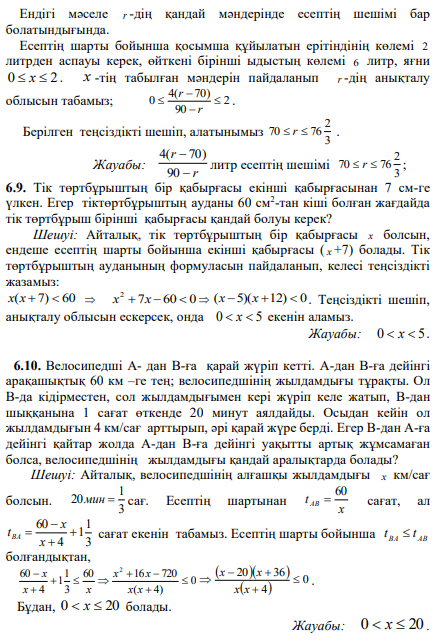 Ендігі мәселе r-дің қандай мәндерінде есептің шешімі бар
болатындығында.
Есептің шарты бойынша қосымша құйылатын ерітіндінің көлемі 2
литрден аспауы керек, өйткені бірінші ыдыстың көлемі 6 литр, яғни
0 ≤ x ≤ 2. x -тің табылған мәндерін пайдаланып r-дің анықталу
облысын табамыз; 0 ≤ 4(r − 70)/(90 − r) ≤ 2.
Берілген теңсіздікті шешіп, алатынымыз 70 ≤ r ≤ 76 2/3 .
Жауабы: 4(r − 70)/(90 − r) литр есептің шешімі 70 ≤ r ≤ 76 2/3 ;
6.9. Тік төртбұрыштың бір қабырғасы екінші қабырғасынан 7 см-ге
үлкен. Егер тіктөртбұрыштың ауданы 60 см²-тан кіші болған жағдайда
тік төртбұрыш бірінші қабырғасы қандай болуы керек?
Шешуі: Айталық, тік төртбұрыштың бір қабырғасы x болсын,
ендеше есептің шарты бойынша екінші қабырғасы (x+7) болады. Тік
төртбұрыштың ауданының формуласын пайдаланып, келесі теңсіздікті
жазамыз:
x(x + 7) < 60 ⇒ x² + 7x − 60 < 0 ⇒ (x − 5)(x + 12) < 0. Теңсіздікті шешіп,
анықталу облысын ескерсек, онда 0 < x < 5 екенін аламыз.
Жауабы: 0 < x < 5.
6.10. Велосипедші А- дан В-ға қарай жүріп кетті. А-дан В-ға дейінгі
арақашықтық 60 км –ге тең; велосипедшінің жылдамдығы тұрақты. Ол
В-да кідірместен, сол жылдамдығымен кері жүріп келе жатып, В-дан
шыққанына 1 сағат өткенде 20 минут аялдайды. Осыдан кейін ол
жылдамдығын 4 км/сағ арттырып, әрі қарай жүре берді. Егер В-дан А-ға
дейінгі қайтар жолда А-дан В-ға дейінгі уақытты артық жұмсамаған
болса, велосипедшінің жылдамдығы қандай аралықтарда болады?
Шешуі: Айталық, велосипедшінің алғашқы жылдамдығы x км/сағ
болсын. 20мин = 1/3 сағ. Есептің шартынан t_AB = 60/x сағат, ал
t_BA = (60 − x)/(x + 4) + 1 1/3 сағат екенін табамыз. Есептің шарты бойынша t_BA ≤ t_AB
болғандықтан,
(60 − x)/(x + 4) + 1 1/3 ≤ 60/x ⇒ (x² + 16x − 720)/(x(x + 4)) ≤ 0 ⇒ ((x − 20)(x + 36))/(x(x + 4)) ≤ 0.
Бұдан, 0 < x ≤ 20 болады.
Жауабы: 0 < x ≤ 20.